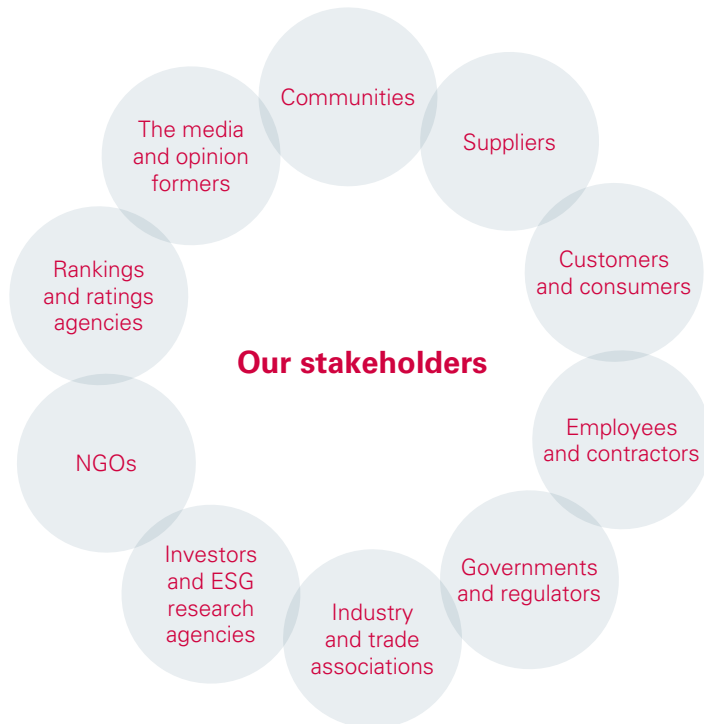 Communities
Suppliers
Customers
and consumers
Employees
and contractors
Governments
and regulators
Industry
and trade
associations
Investors
and ESG
research
agencies
NGOs
Rankings
and ratings
agencies
The media
and opinion
formers
Our stakeholders